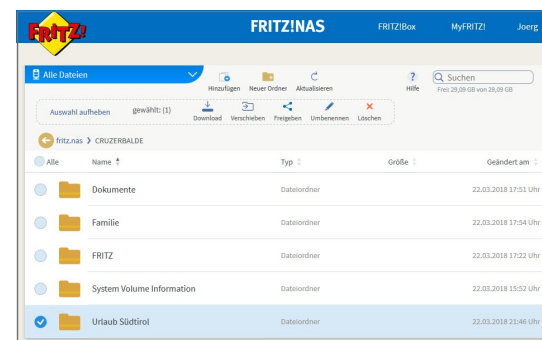 FRITZ!
FRITZ!NAS
FRITZ!Box
MyFRITZ!
Joerg
Alle Dateien
Hinzufügen
Neuer Ordner
Aktualisieren
Hilfe
Suchen
Frei: 29,09 GB von 29,09 GB
Auswahl aufheben
gewählt: (1)
Download
Verschieben
Freigeben
Umbenennen
Löschen
fritz.nas CRUZERBALDE
Alle Name Typ Größe Geändert am
Dokumente Dateiordner 22.03.2018 17:51 Uhr
Familie Dateiordner 22.03.2018 17:54 Uhr
FRITZ Dateiordner 22.03.2018 17:22 Uhr
System Volume Information Dateiordner 22.03.2018 15:52 Uhr
Urlaub Südtirol Dateiordner 22.03.2018 21:46 Uhr